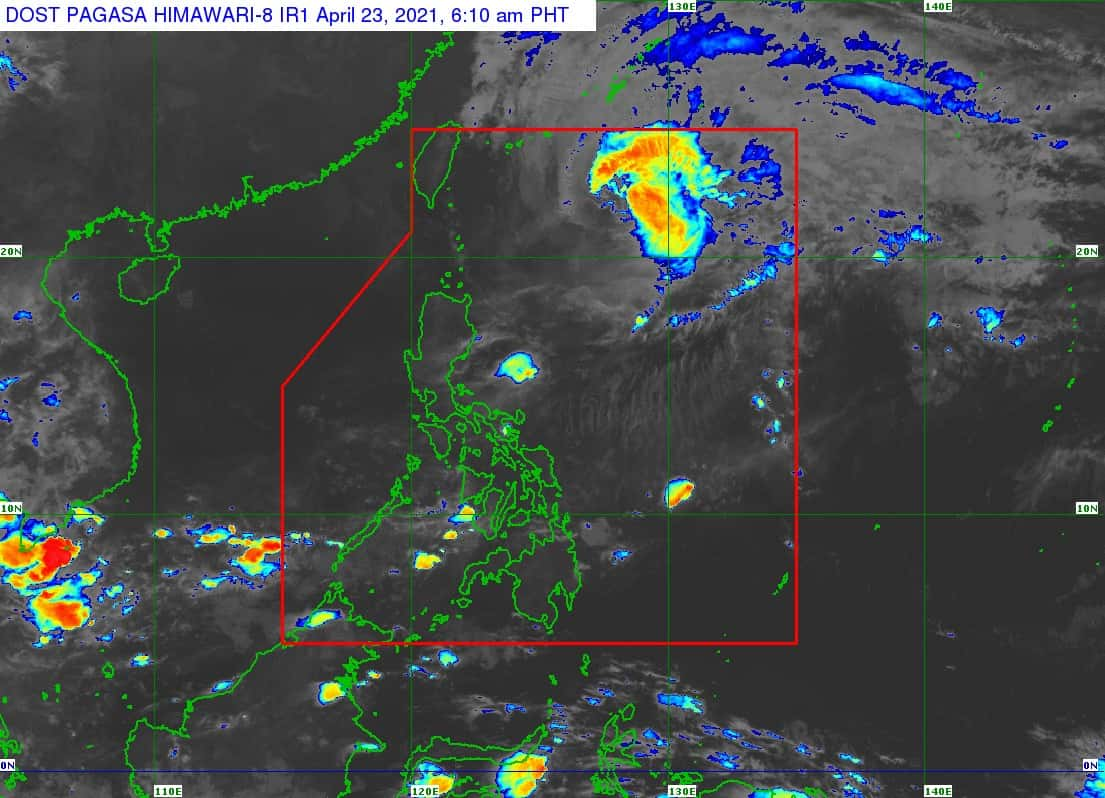 DOST PAGASA HIMAWARI-8 IR1 April 23, 2021, 6:10 am PHT
130E
140E
20N
20N
10N
10N
0N
0N
110E
120E
130E
140E